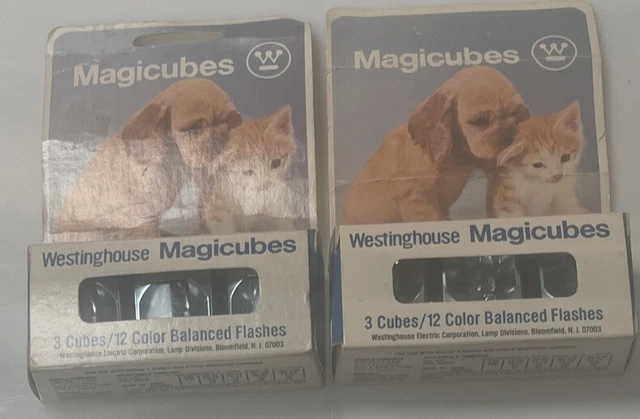 Magicubes
Westinghouse Magicubes
3 Cubes/12 Color Balanced Flashes
Westinghouse Electric Corporation, Lamp Divisions, Bloomfield, N. J. 07003
Magicubes
Westinghouse Magicubes
3 Cubes/12 Color Balanced Flashes
Westinghouse Electric Corporation, Lamp Divisions, Bloomfield, N. J. 07003